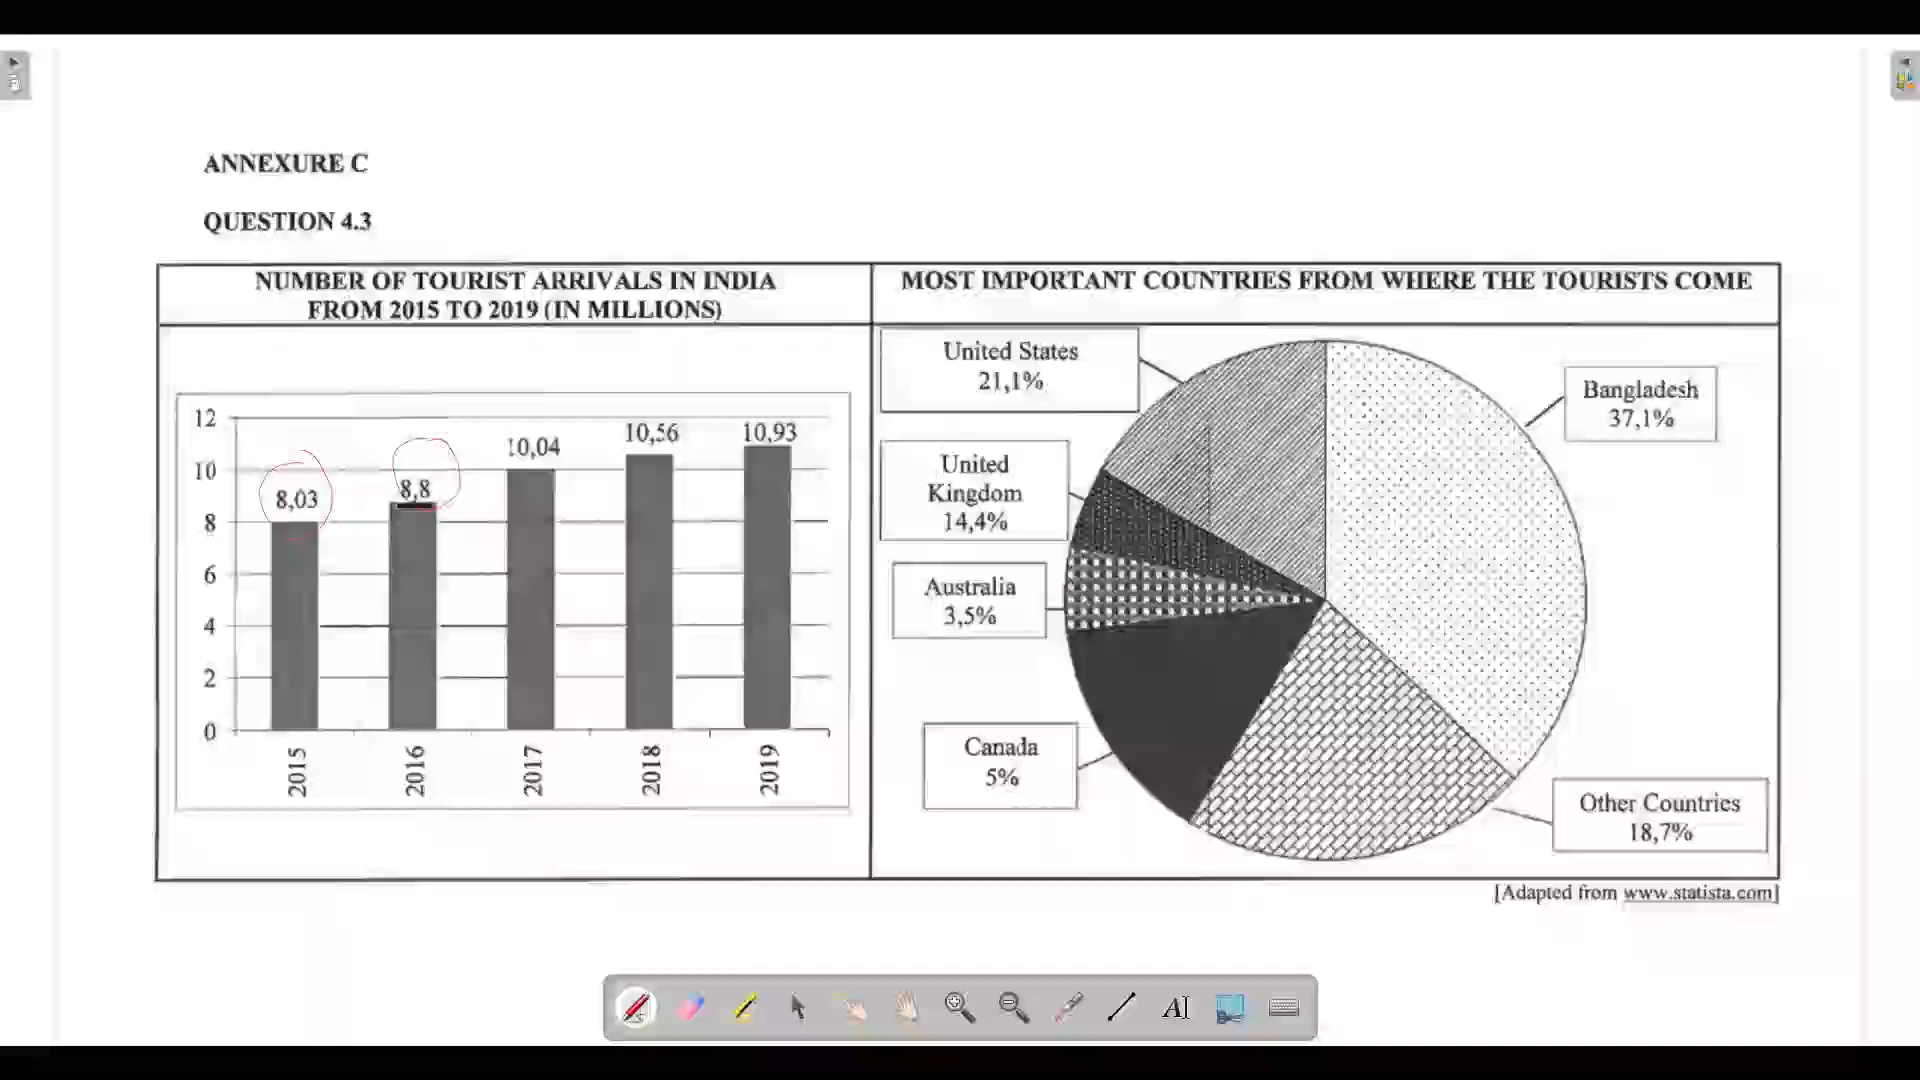 ANNEXURE C
QUESTION 4.3
NUMBER OF TOURIST ARRIVALS IN INDIA
FROM 2015 TO 2019 (IN MILLIONS)
12
10
8
6
4
2
0
8,03
8,8
10,04
10,56
10,93
2015
2016
2017
2018
2019
MOST IMPORTANT COUNTRIES FROM WHERE THE TOURISTS COME
United States
21,1%
United
Kingdom
14,4%
Australia
3,5%
Canada
5%
Bangladesh
37,1%
Other Countries
18,7%
[Adapted from www.statista.com]
AI